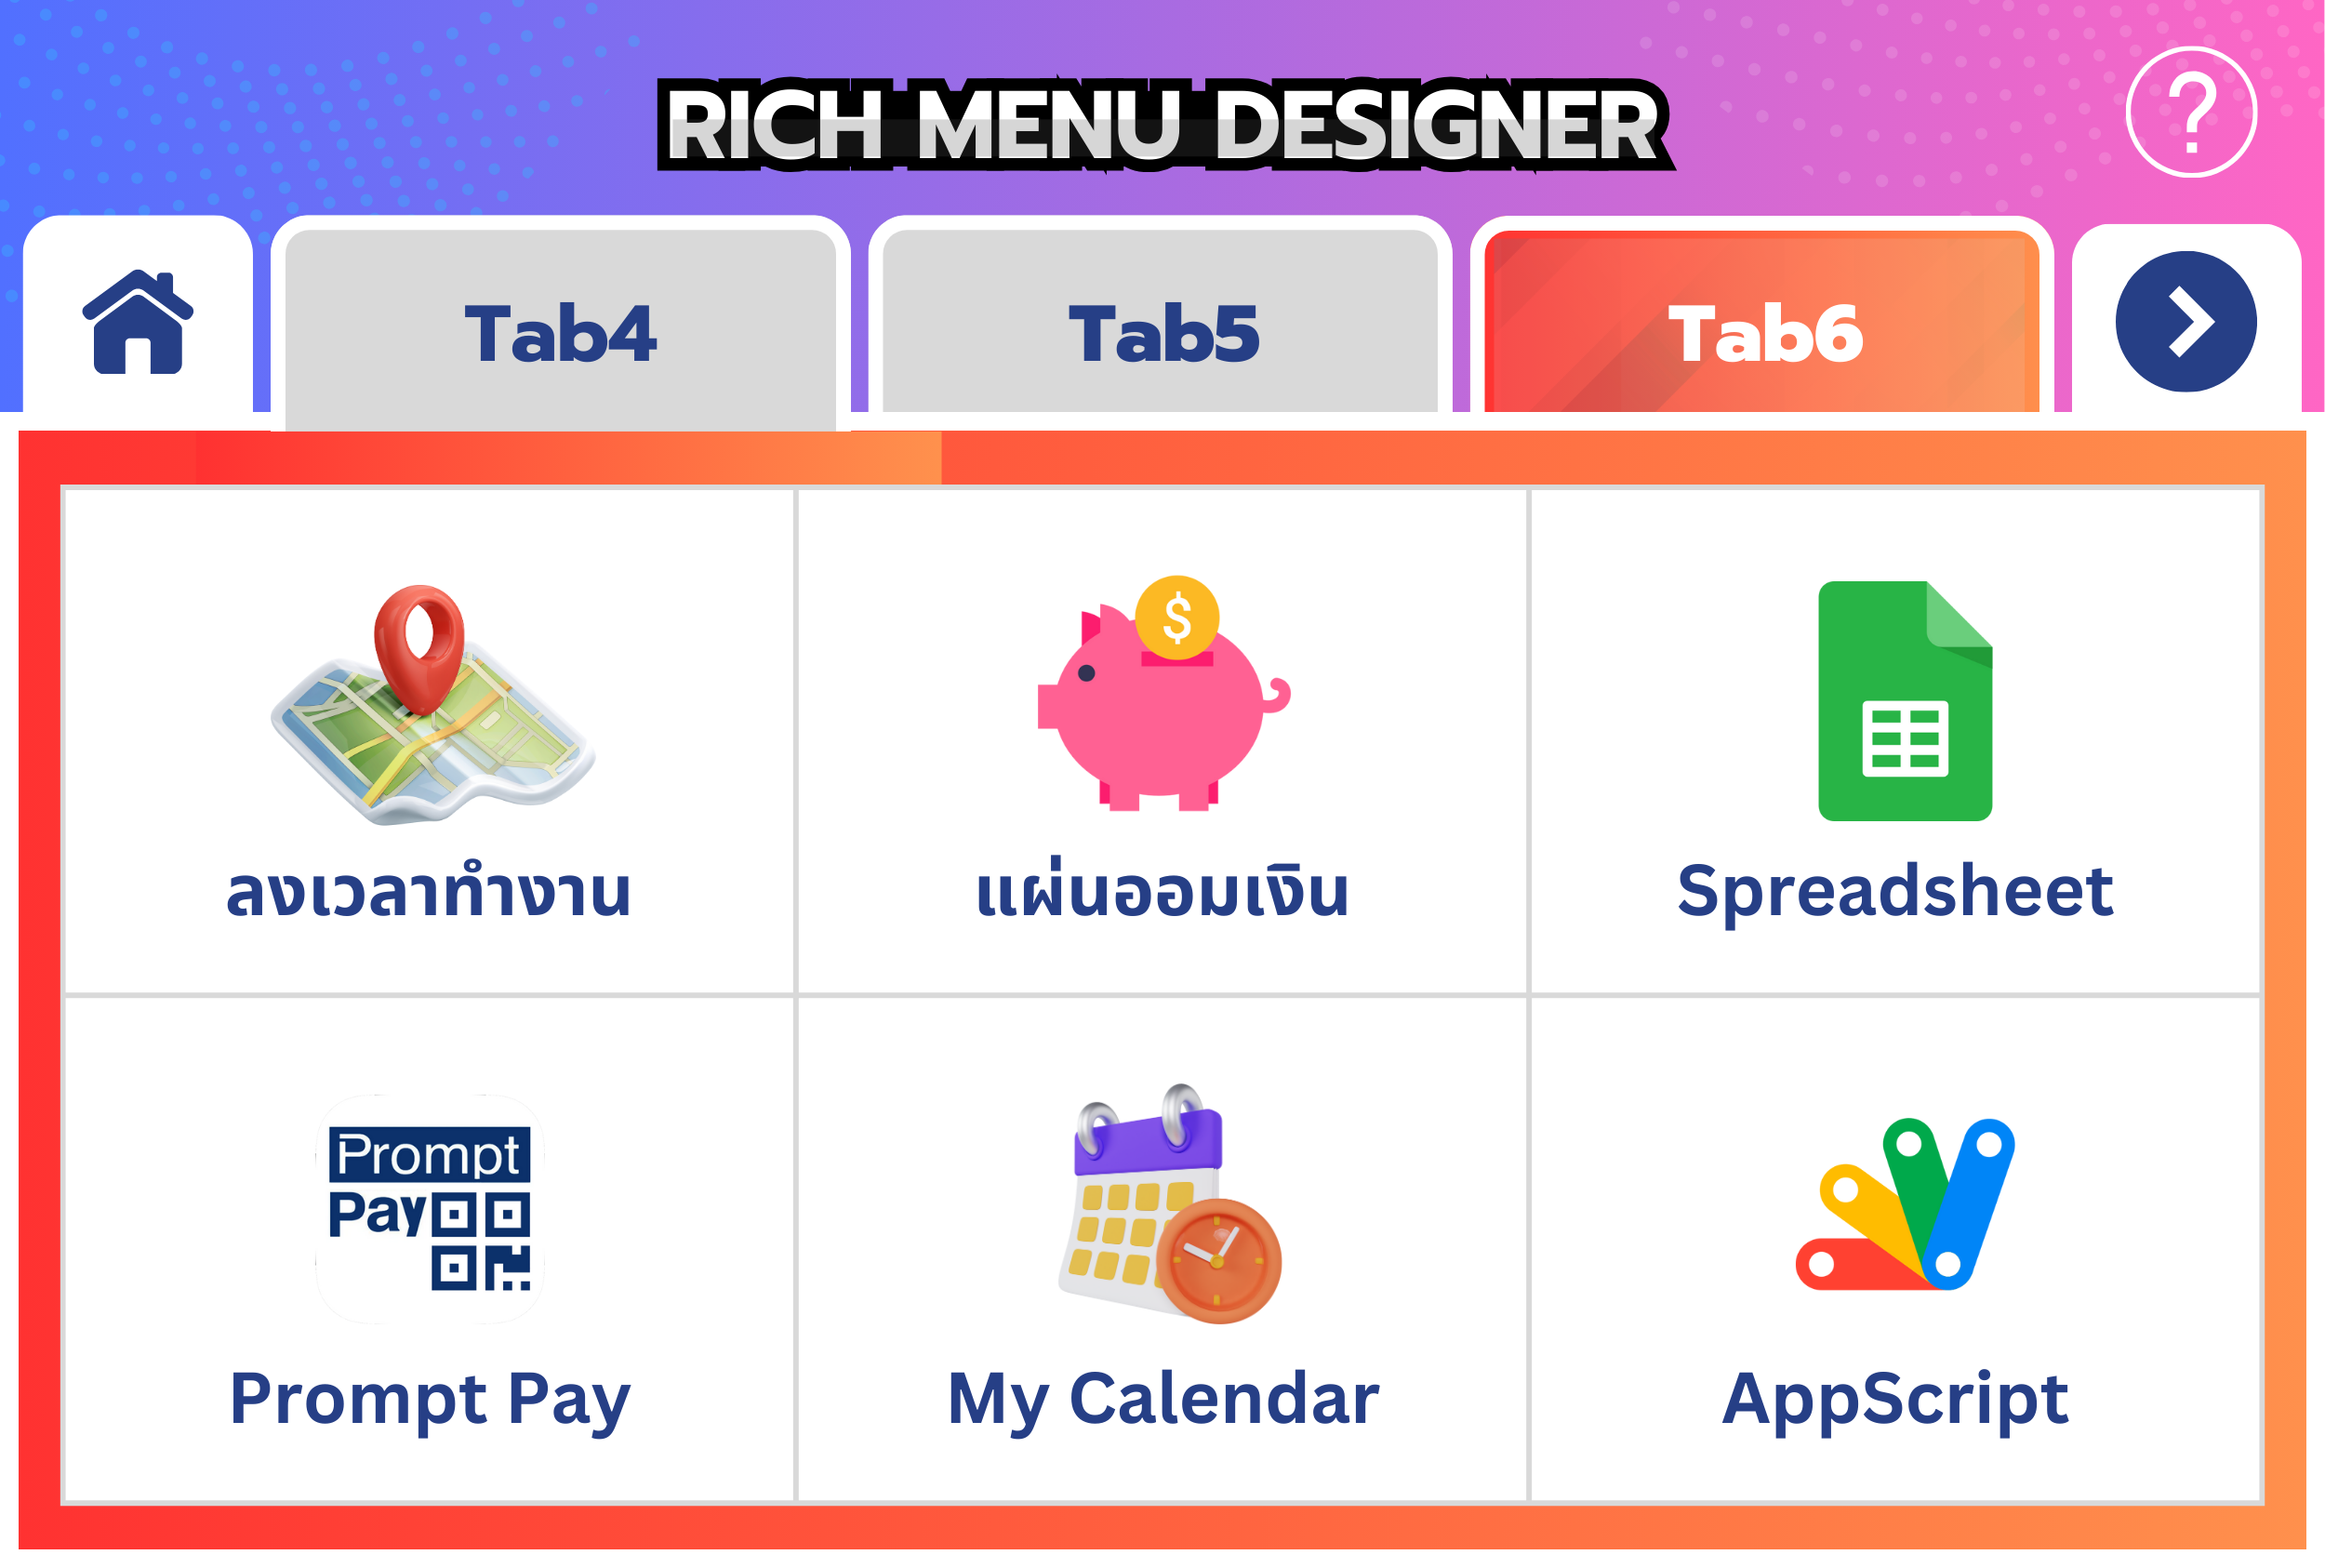 RICH MENU DESIGNER
?
Tab4
Tab5
Tab6
$
ลงเวลาทำงาน
แผ่นออมเงิน
Spreadsheet
Prompt
Pay
Prompt Pay
My Calendar
AppScript